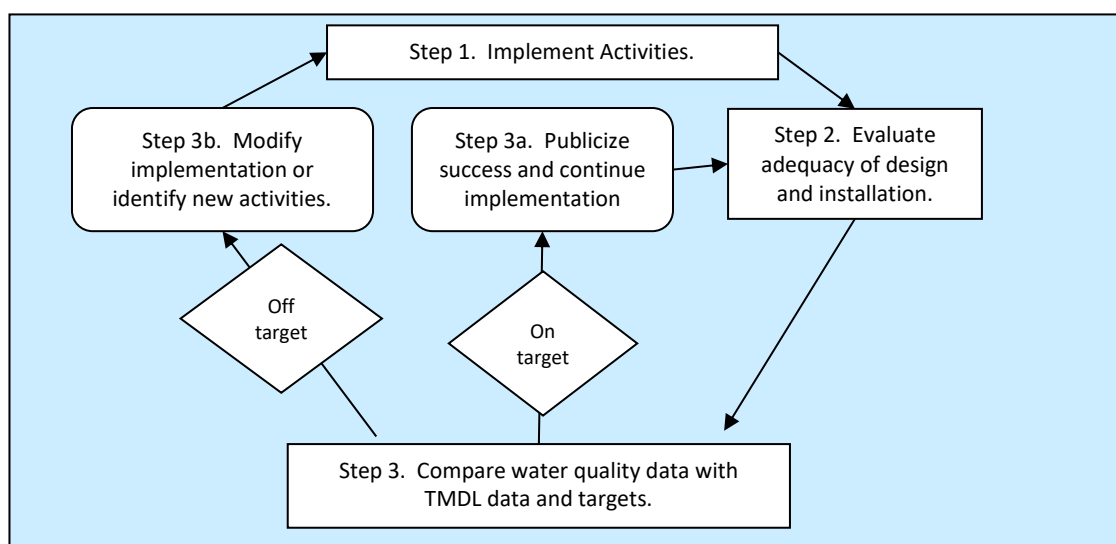 Step 1.  Implement Activities.
Step 3b.  Modify
implementation or
identify new activities.
Step 3a.  Publicize
success and continue
implementation
Step 2.  Evaluate
adequacy of design
and installation.
Off
target
On
target
Step 3.  Compare water quality data with
TMDL data and targets.